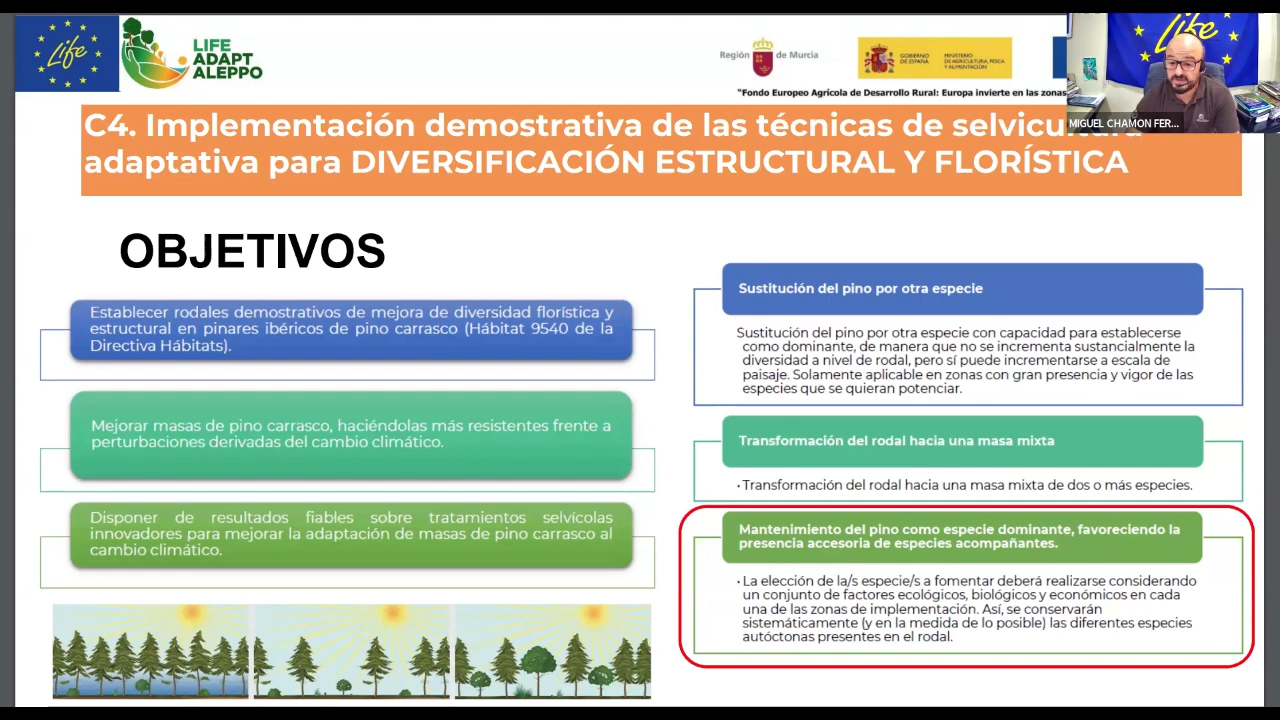 Life
LIFE
ADAPT
ALEPPO
Región de Murcia
GOBIERNO
DE ESPAÑA
MINISTERIO
DE AGRICULTURA, PESCA
Y ALIMENTACIÓN
"Fondo Europeo Agrícola de Desarrollo Rural: Europa invierte en las zonas
Life
MIGUEL CHAMON FER...
C4. Implementación demostrativa de las técnicas de selvicultura
adaptativa para DIVERSIFICACIÓN ESTRUCTURAL Y FLORÍSTICA
OBJETIVOS
Establecer rodales demostrativos de mejora de diversidad florística y
estructural en pinares ibéricos de pino carrasco (Hábitat 9540 de la
Directiva Hábitats).
Mejorar masas de pino carrasco, haciéndolas más resistentes frente a
perturbaciones derivadas del cambio climático.
Disponer de resultados fiables sobre tratamientos selvícolas
innovadores para mejorar la adaptación de masas de pino carrasco al
cambio climático.
Sustitución del pino por otra especie
Sustitución del pino por otra especie con capacidad para establecerse
como dominante, de manera que no se incrementa sustancialmente la
diversidad a nivel de rodal, pero sí puede incrementarse a escala de
paisaje. Solamente aplicable en zonas con gran presencia y vigor de las
especies que se quieran potenciar.
Transformación del rodal hacia una masa mixta
· Transformación del rodal hacia una masa mixta de dos o más especies.
Mantenimiento del pino como especie dominante, favoreciendo la
presencia accesoria de especies acompañantes.
· La elección de la/s especie/s a fomentar deberá realizarse considerando
un conjunto de factores ecológicos, biológicos y económicos en cada
una de las zonas de implementación. Así, se conservarán
sistemáticamente (y en la medida de lo posible) las diferentes especies
autóctonas presentes en el rodal.